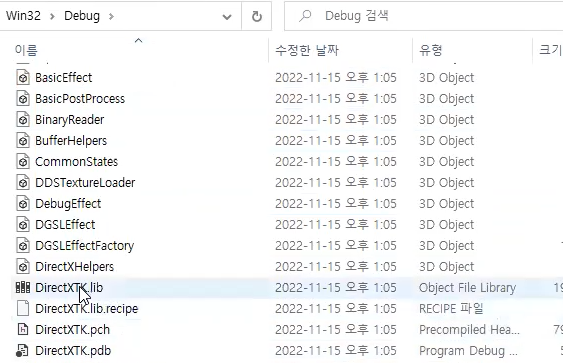 Win32 > Debug
Debug 검색
이름 수정한 날짜 유형 크기
BasicEffect 2022-11-15 오후 1:05 3D Object
BasicPostProcess 2022-11-15 오후 1:05 3D Object
BinaryReader 2022-11-15 오후 1:05 3D Object
BufferHelpers 2022-11-15 오후 1:05 3D Object
CommonStates 2022-11-15 오후 1:05 3D Object
DDSTextureLoader 2022-11-15 오후 1:05 3D Object
DebugEffect 2022-11-15 오후 1:05 3D Object
DGSLEffect 2022-11-15 오후 1:05 3D Object
DGSLEffectFactory 2022-11-15 오후 1:05 3D Object
DirectXHelpers 2022-11-15 오후 1:05 3D Object
DirectXTK.lib 2022-11-15 오후 1:05 Object File Library
DirectXTK.lib.recipe 2022-11-15 오후 1:05 RECIPE 파일
DirectXTK.pch 2022-11-15 오후 1:05 Precompiled Hea...
DirectXTK.pdb 2022-11-15 오후 1:05 Program Debug ...